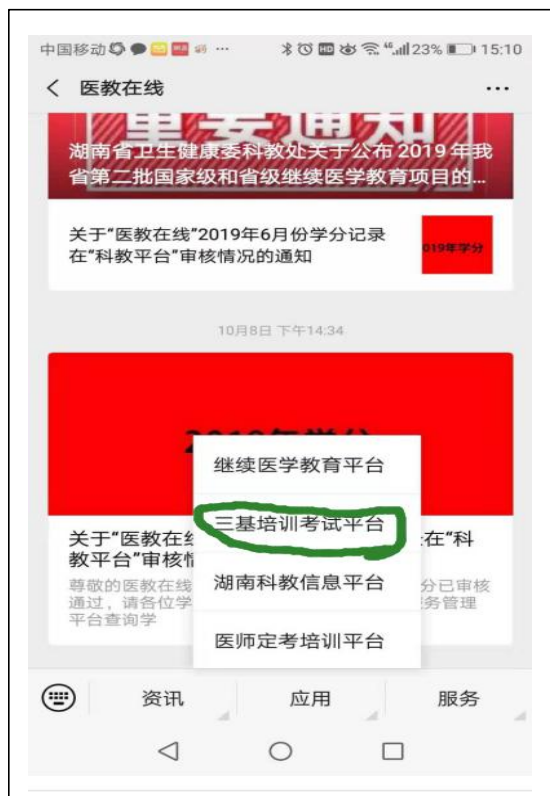 中国移动 ... HD 46 23% 15:10
医教在线 ...
重要通知
湖南省卫生健康委科教处关于公布2019年我
省第二批国家级和省级继续医学教育项目的...
关于“医教在线”2019年6月份学分记录
在“科教平台”审核情况的通知
019年学分
10月8日 下午14:34
继续医学教育平台
三基培训考试平台
湖南科教信息平台
医师定考培训平台
关于“医教在线
在“科
教平台”审核情
尊敬的医教在线
分已审核
通过，请各位学
务管理
平台查询学
资讯
应用
服务